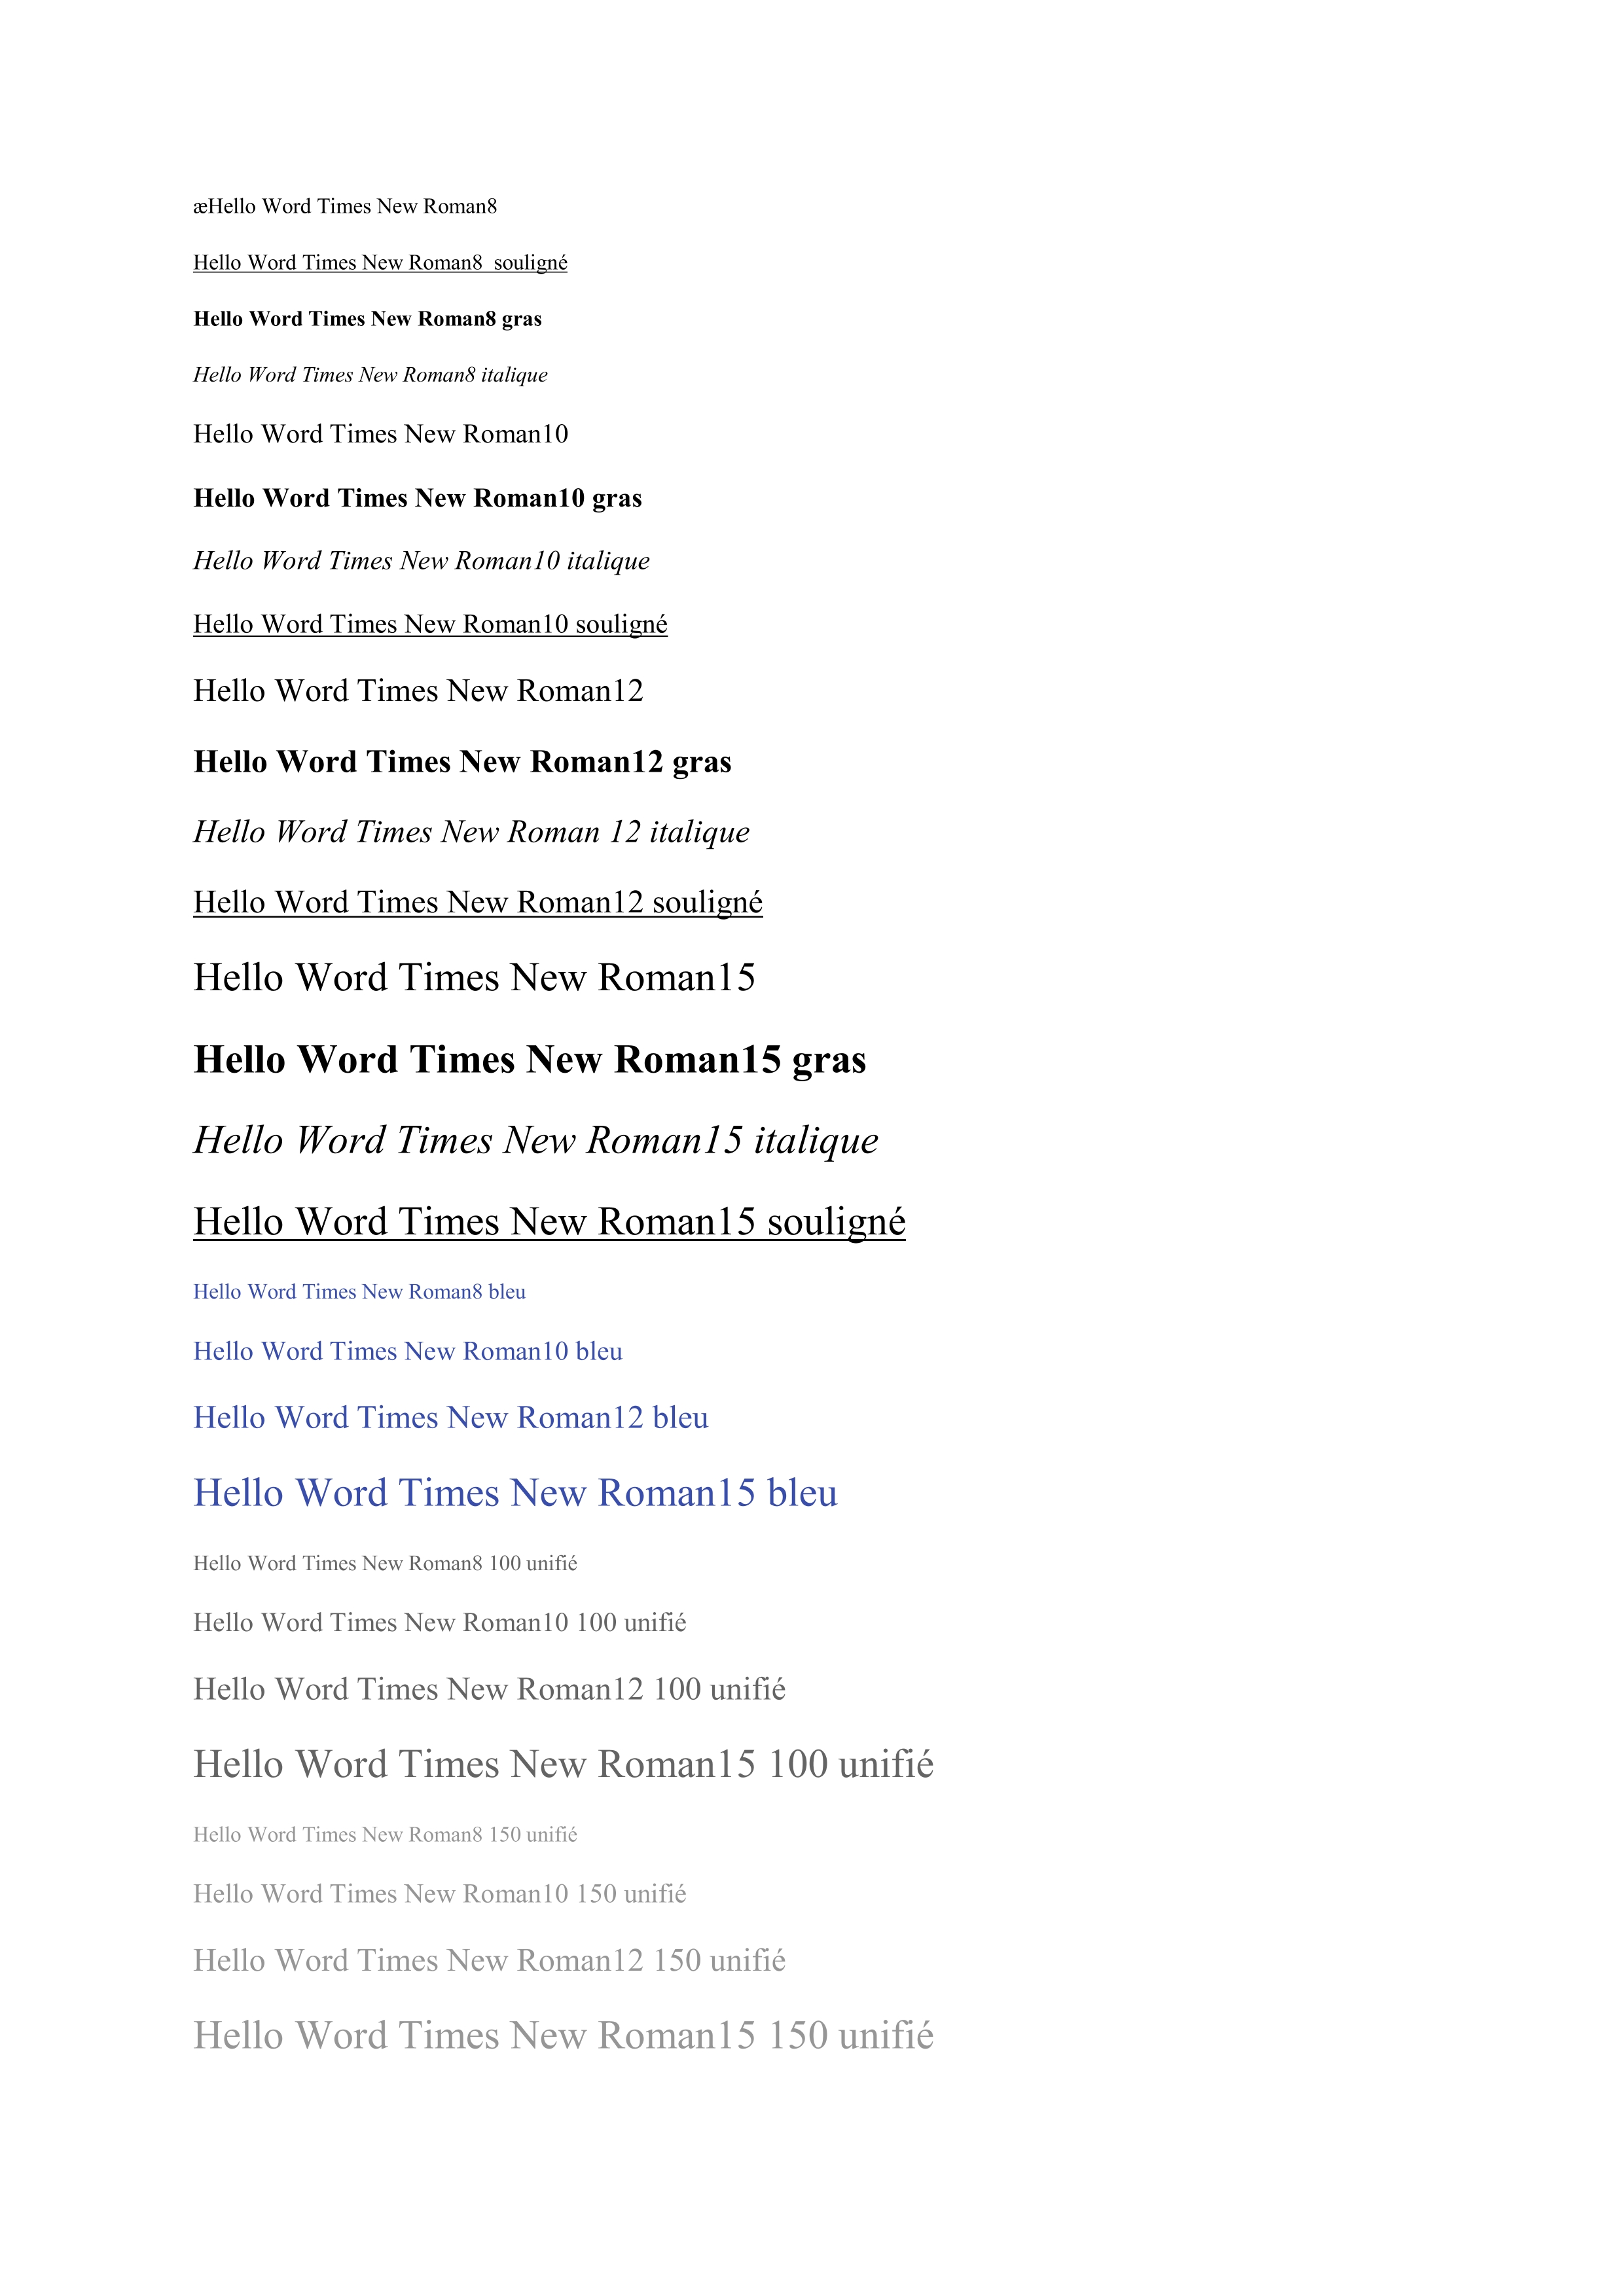 æHello Word Times New Roman8
Hello Word Times New Roman8  souligné
Hello Word Times New Roman8 gras
Hello Word Times New Roman8 italique
Hello Word Times New Roman10
Hello Word Times New Roman10 gras
Hello Word Times New Roman10 italique
Hello Word Times New Roman10 souligné
Hello Word Times New Roman12
Hello Word Times New Roman12 gras
Hello Word Times New Roman 12 italique
Hello Word Times New Roman12 souligné
Hello Word Times New Roman15
Hello Word Times New Roman15 gras
Hello Word Times New Roman15 italique
Hello Word Times New Roman15 souligné
Hello Word Times New Roman8 bleu
Hello Word Times New Roman10 bleu
Hello Word Times New Roman12 bleu
Hello Word Times New Roman15 bleu
Hello Word Times New Roman8 100 unifié
Hello Word Times New Roman10 100 unifié
Hello Word Times New Roman12 100 unifié
Hello Word Times New Roman15 100 unifié
Hello Word Times New Roman8 150 unifié
Hello Word Times New Roman10 150 unifié
Hello Word Times New Roman12 150 unifié
Hello Word Times New Roman15 150 unifié